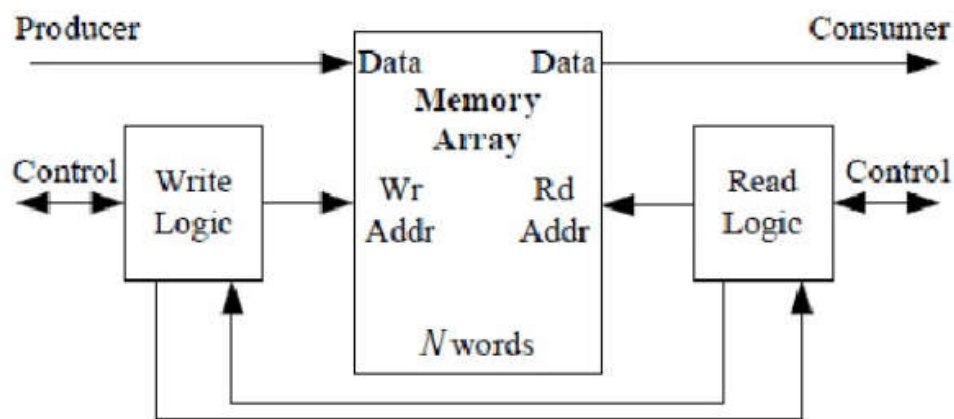 Producer
Consumer
Data
Data
Memory
Array
Control
Write
Logic
Wr
Addr
Rd
Addr
Read
Logic
Control
N words